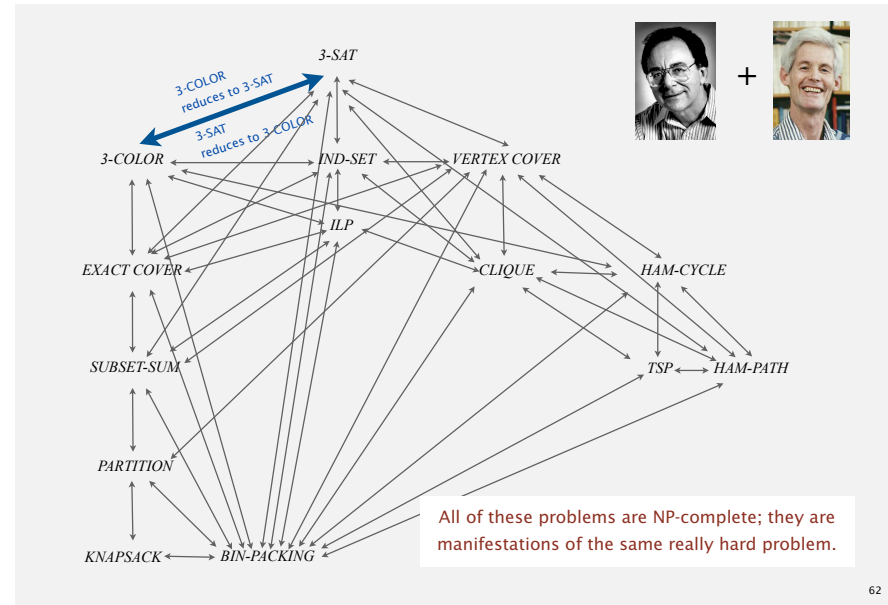 3-SAT
+
3-COLOR
reduces to 3-SAT
3-SAT
reduces to 3-COLOR
3-COLOR
IND-SET
VERTEX COVER
ILP
EXACT COVER
CLIQUE
HAM-CYCLE
SUBSET-SUM
TSP
HAM-PATH
PARTITION
All of these problems are NP-complete; they are
manifestations of the same really hard problem.
KNAPSACK
BIN-PACKING
62